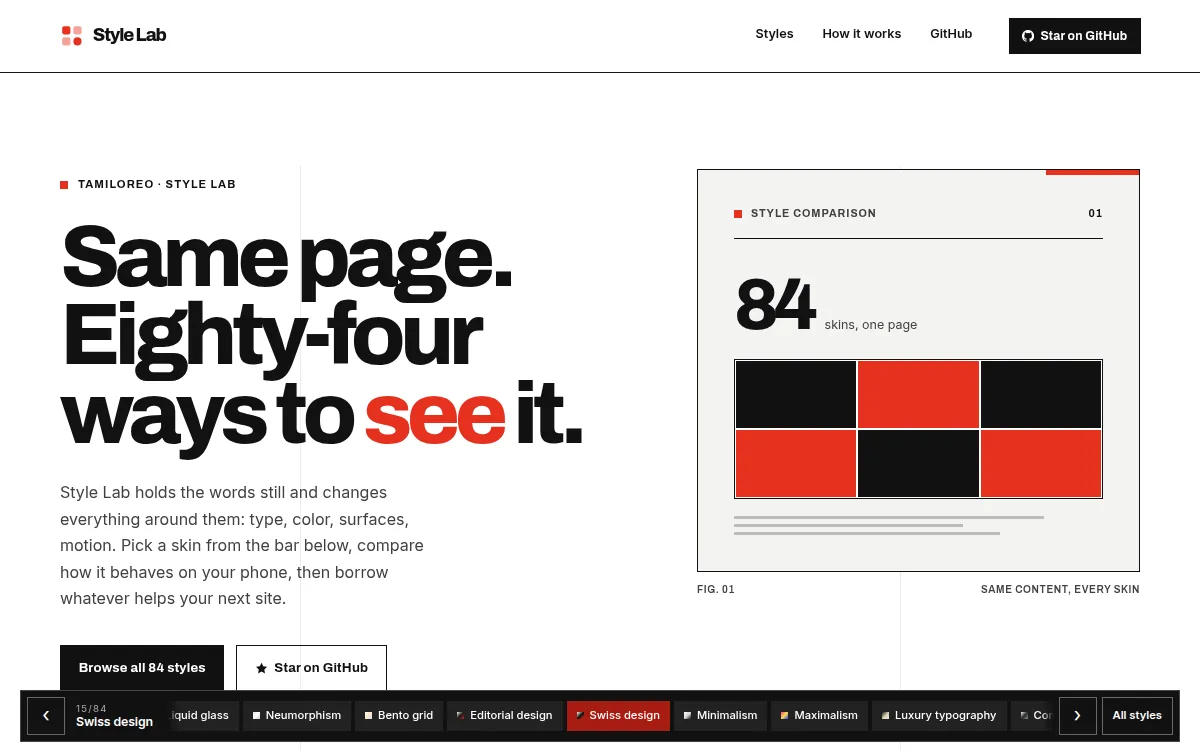 Style Lab
Styles
How it works
GitHub
Star on GitHub
TAMILOREO · STYLE LAB
Same page.
Eighty-four
ways to see it.
Style Lab holds the words still and changes
everything around them: type, color, surfaces,
motion. Pick a skin from the bar below, compare
how it behaves on your phone, then borrow
whatever helps your next site.
Browse all 84 styles
Star on GitHub
STYLE COMPARISON
01
84
skins, one page
FIG. 01
SAME CONTENT, EVERY SKIN
15/84
Swiss design
iquid glass
Neumorphism
Bento grid
Editorial design
Swiss design
Minimalism
Maximalism
Luxury typography
All styles